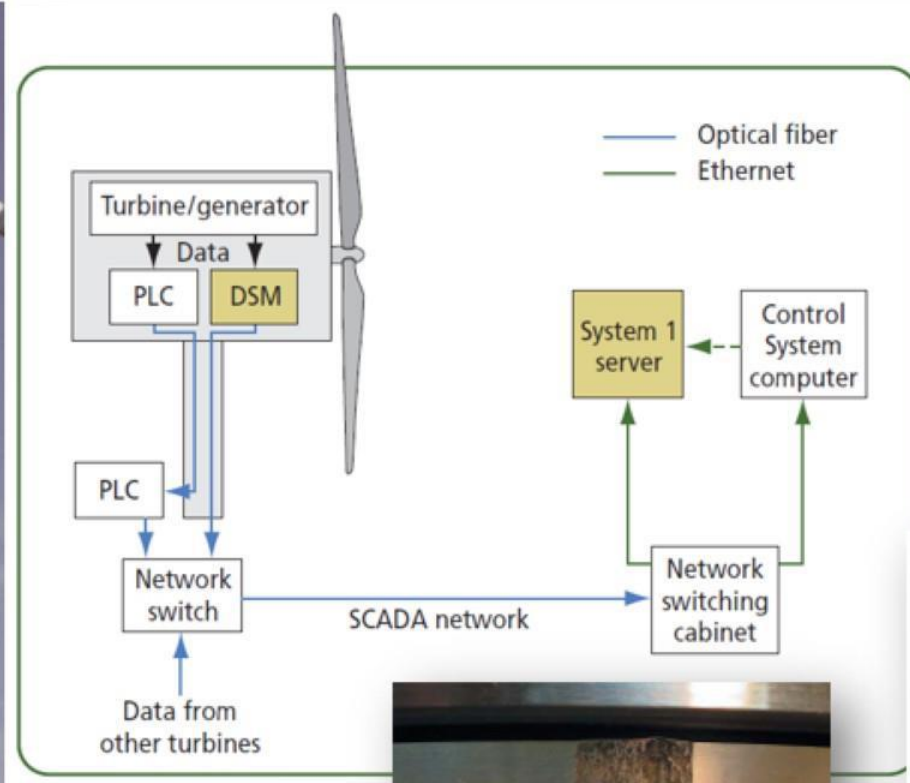 Optical fiber
Ethernet
Turbine/generator
Data
PLC
DSM
System 1
server
Control
System
computer
PLC
Network
switch
SCADA network
Network
switching
cabinet
Data from
other turbines